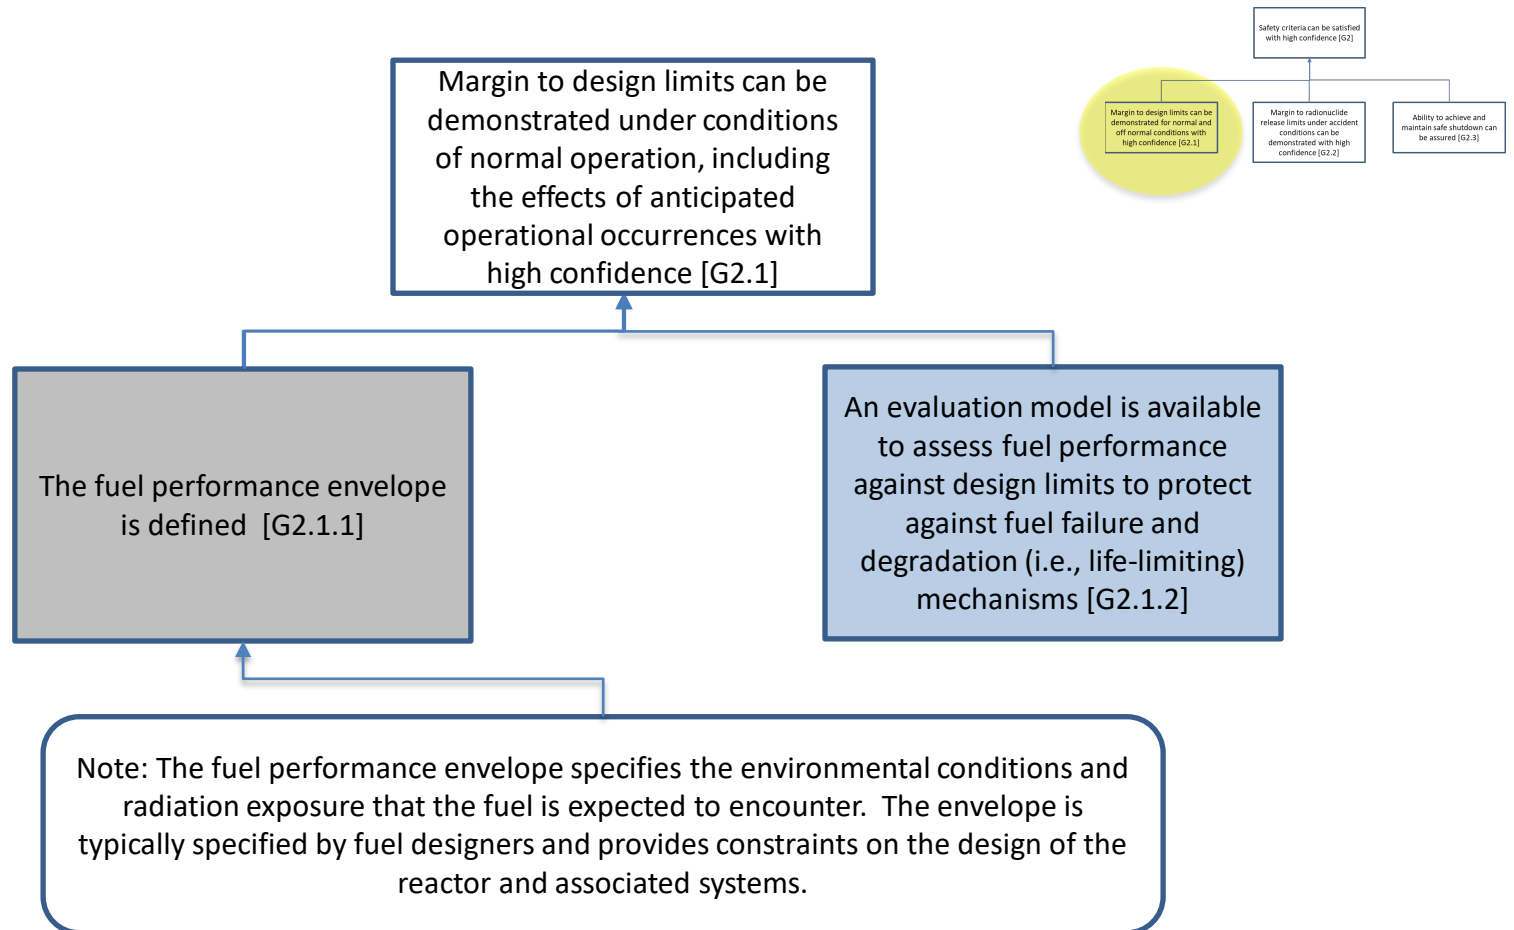 Safety criteria can be satisfied
with high confidence [G2]
Margin to design limits can be
demonstrated for normal and
off normal conditions with
high confidence [G2.1]
Margin to radionuclide
release limits under accident
conditions can be
demonstrated with high
confidence [G2.2]
Ability to achieve and
maintain safe shutdown can
be assured [G2.3]
Margin to design limits can be
demonstrated under conditions
of normal operation, including
the effects of anticipated
operational occurrences with
high confidence [G2.1]
The fuel performance envelope
is defined  [G2.1.1]
An evaluation model is available
to assess fuel performance
against design limits to protect
against fuel failure and
degradation (i.e., life-limiting)
mechanisms [G2.1.2]
Note: The fuel performance envelope specifies the environmental conditions and
radiation exposure that the fuel is expected to encounter.  The envelope is
typically specified by fuel designers and provides constraints on the design of the
reactor and associated systems.